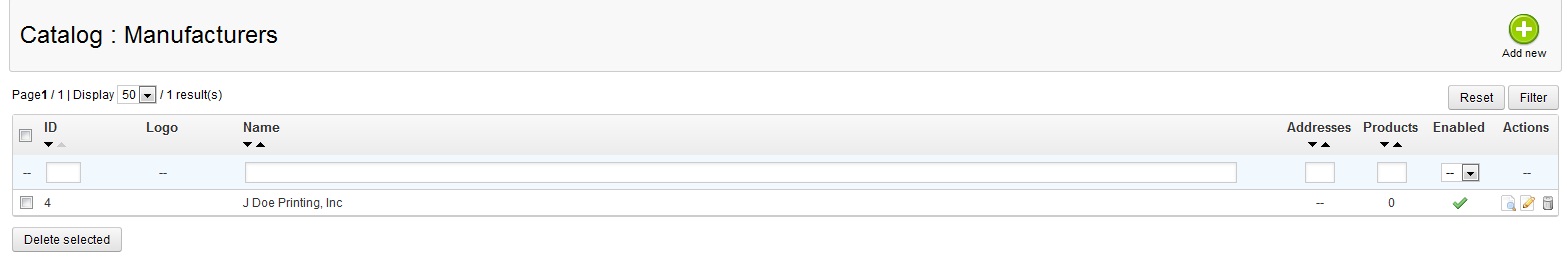 Catalog : Manufacturers
Add new
Page1 / 1 | Display 50 / 1 result(s)
Reset Filter
ID Logo Name Addresses Products Enabled Actions
-- -- -- --
4 J Doe Printing, Inc -- 0
Delete selected